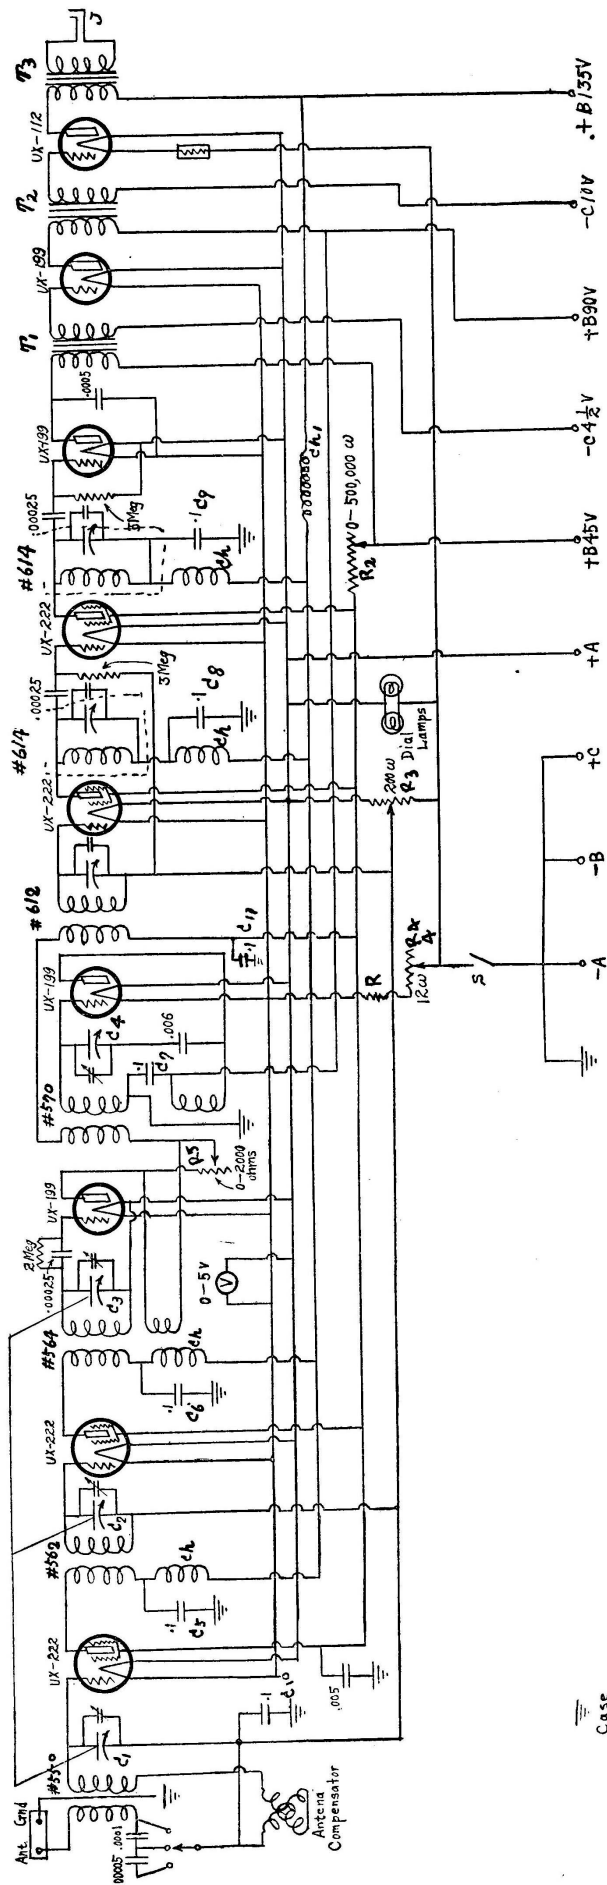 Ant. Gnd
.00005 .0001
Antena
Compensator
#550
C1
UX-222
.1
C10
.005
#562
.1
C5
Ch
C2
UX-222
#564
.1
C6
Ch
C3
.00025
2 Meg
UX-199
0-5V
V
R5
0-2000
ohms
#570
.1
C7
C4
.006
UX-199
#612
C11
.1
R
12ω
R4
UX-222
#614
.00025
3 Meg
.1
C8
Ch
200ω
R3
Dial
Lamps
UX-222
#614
.00025
3 Meg
.1
C9
Ch
UX-199
.0005
Ch1
R2
0-500,000 ω
T1
UX-199
T2
UX-112
T3
J
S
Case
-A
-B
+C
+A
+B45V
-C4½V
+B90V
-C10V
+B135V